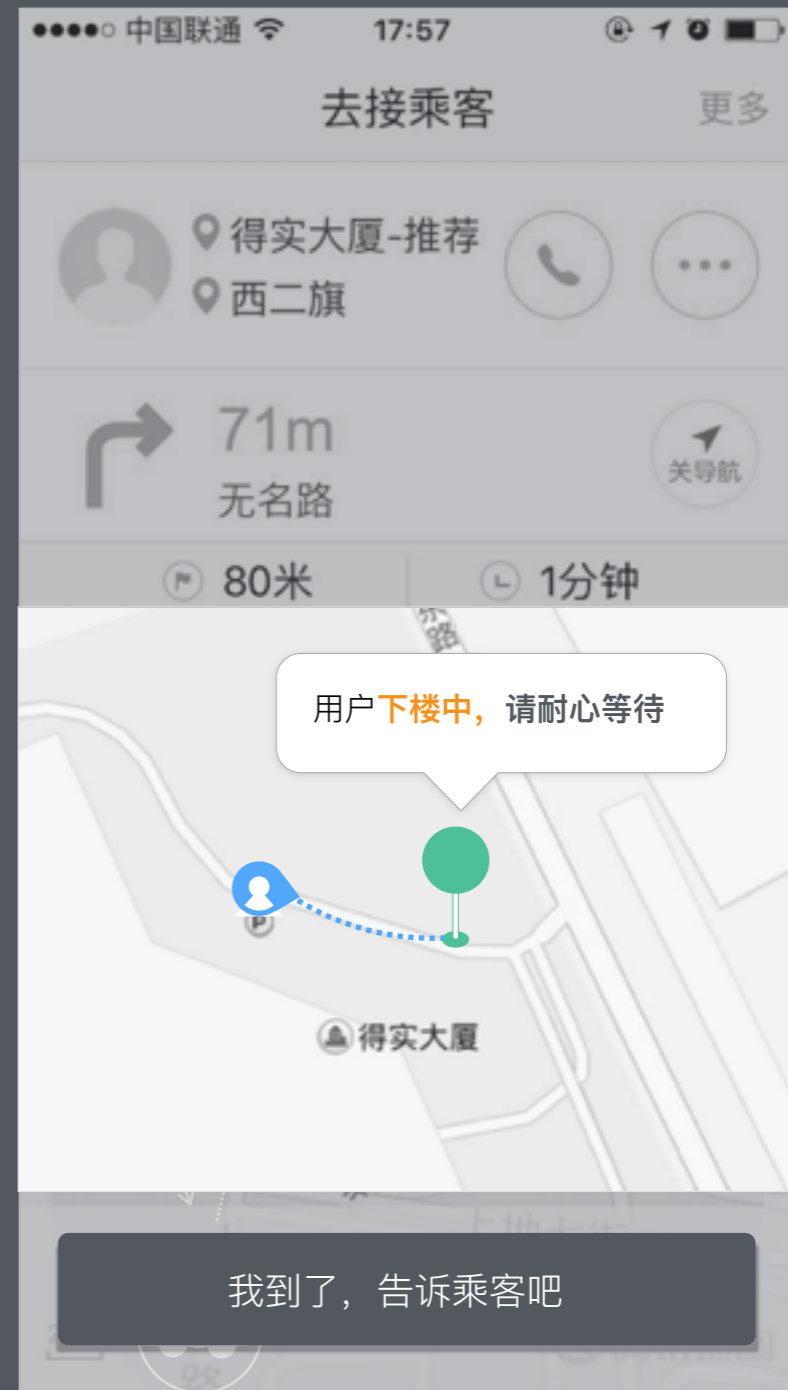 中国联通 17:57
去接乘客 更多
得实大厦-推荐
西二旗
71m
无名路
关导航
80米 1分钟
路
用户下楼中，请耐心等待
P
得实大厦
我到了，告诉乘客吧
路